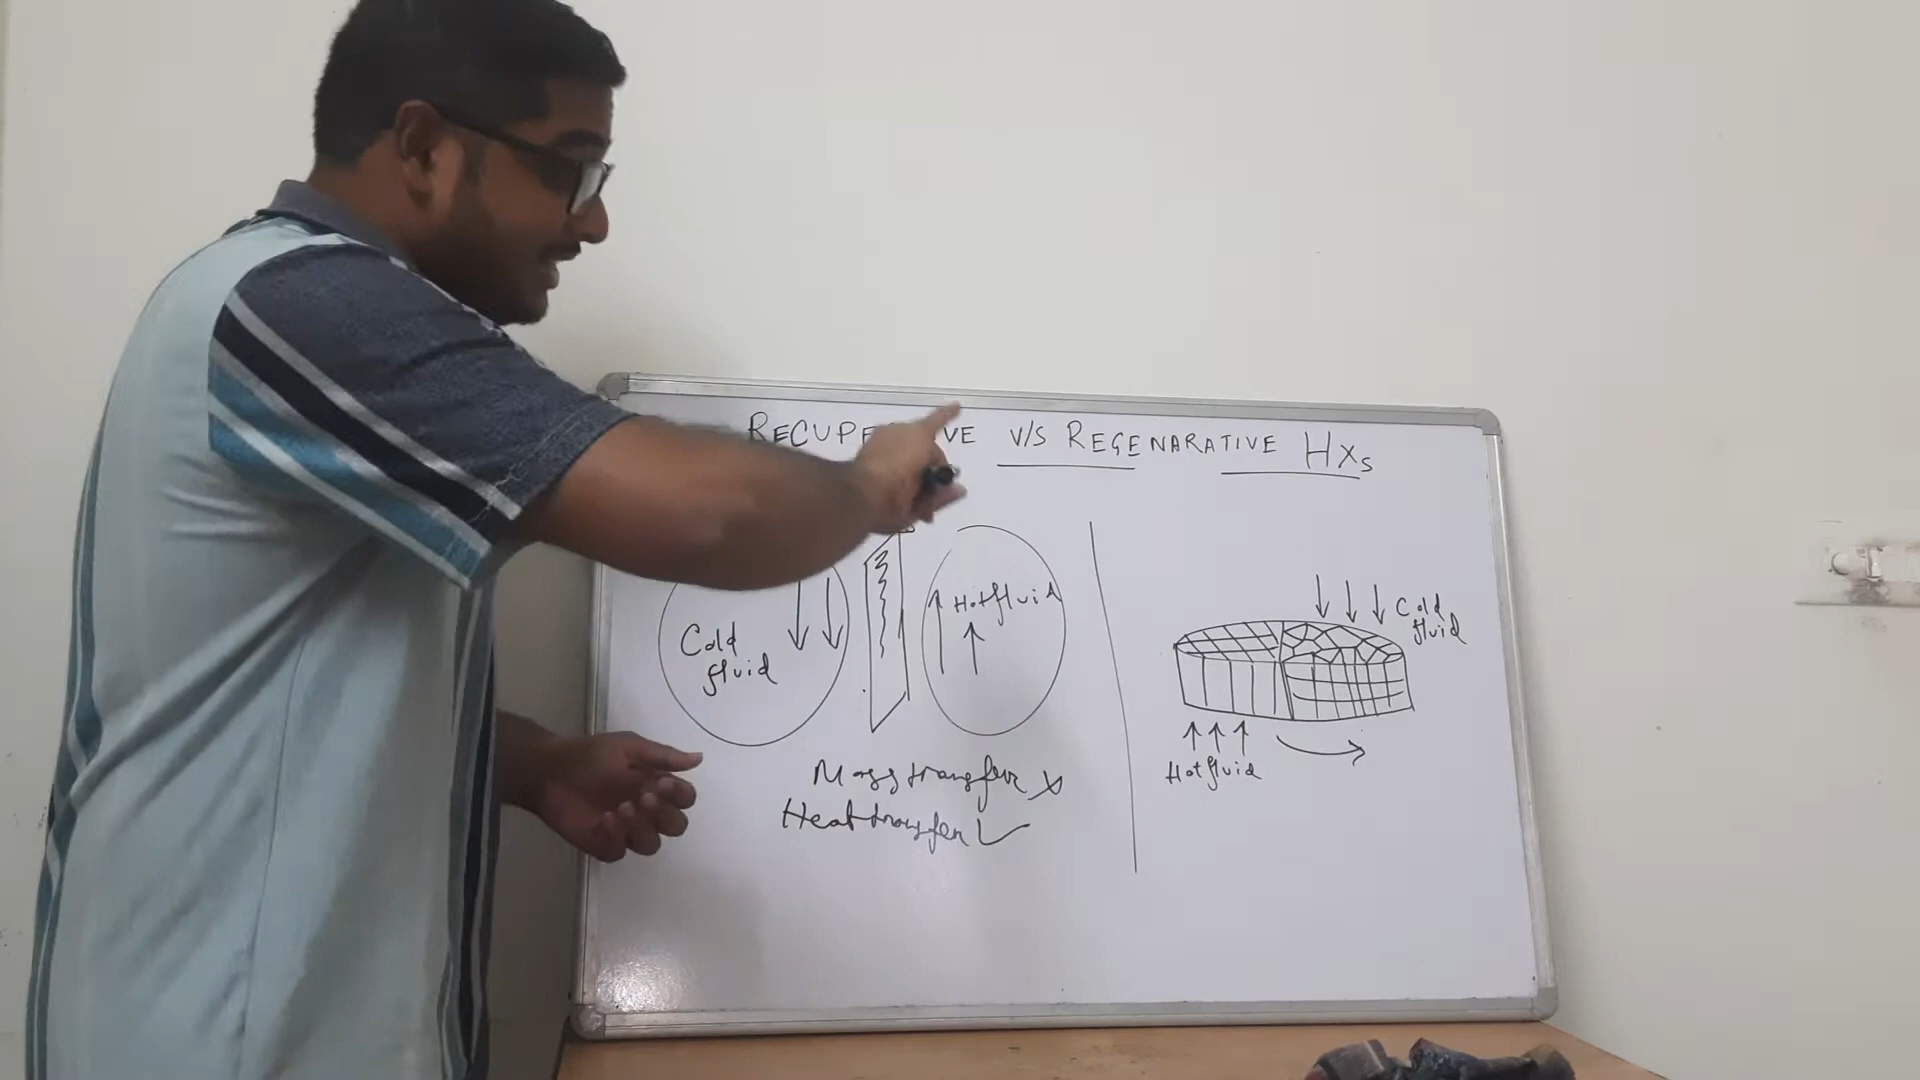 RECUPE VE V/S REGENARATIVE HXs
Cold
fluid
Hot fluid
Mass transfer X
Heat transfer ✓
Cold
fluid
Hot fluid